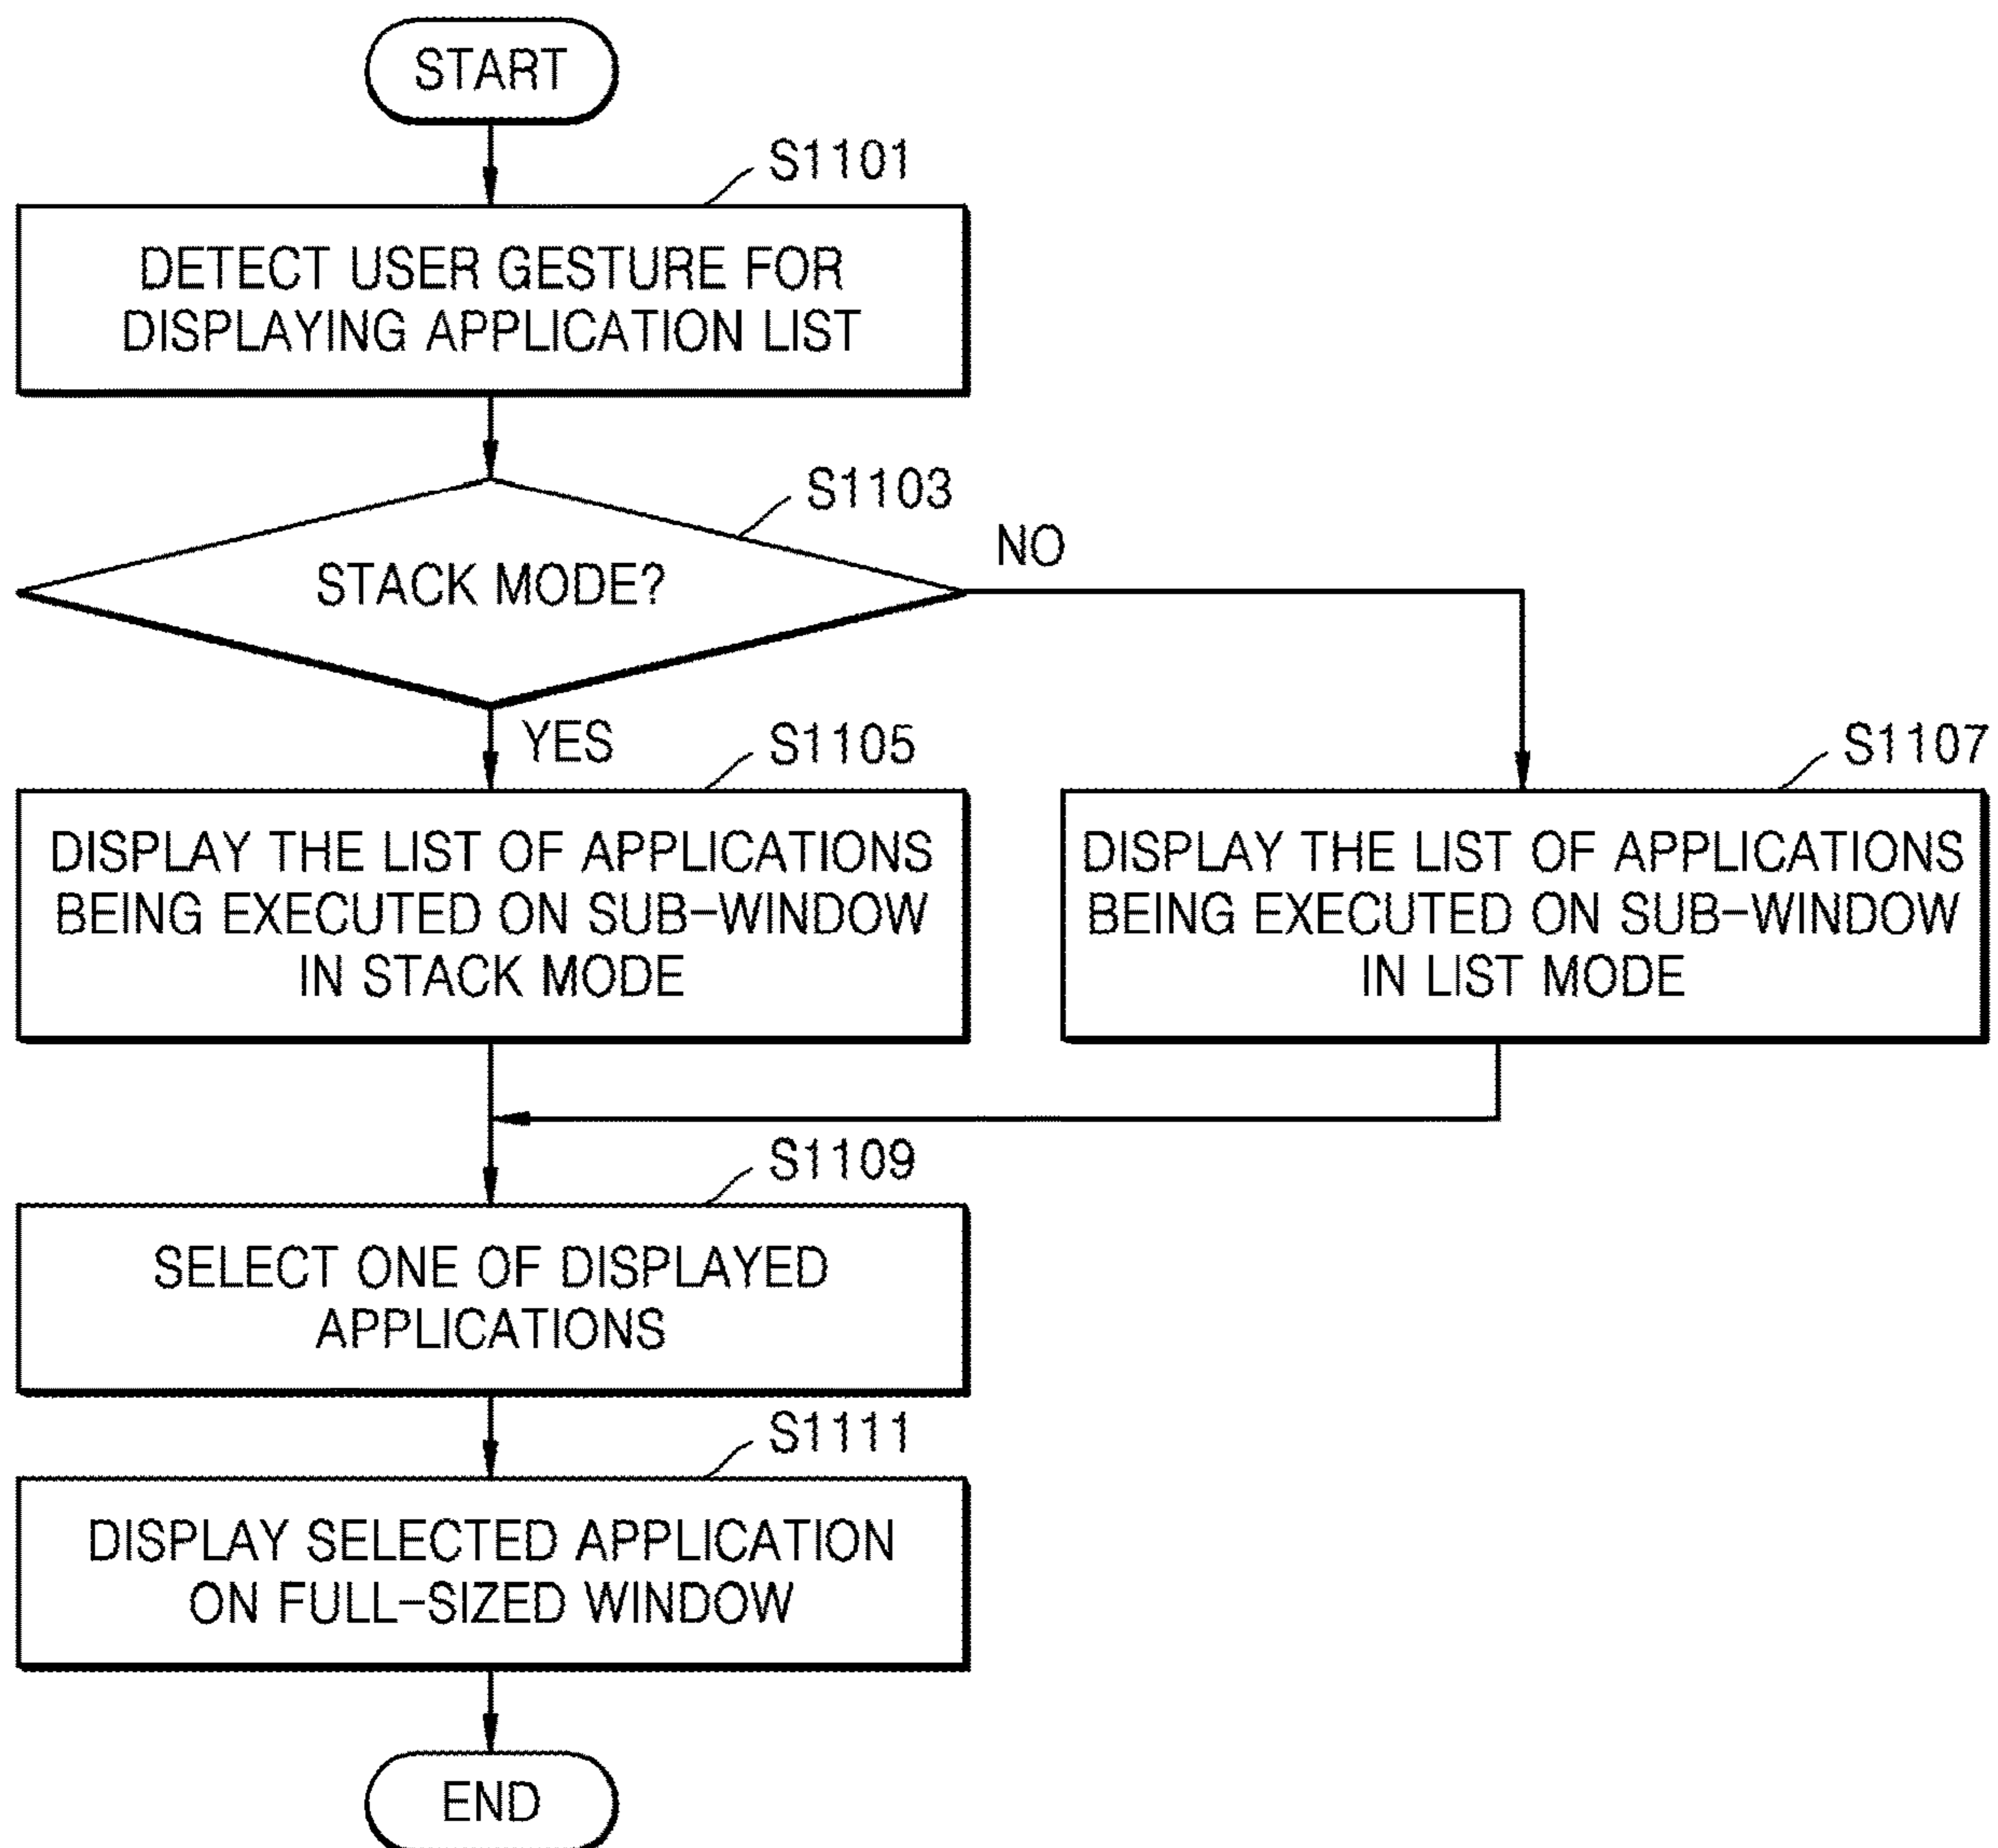 START
S1101
DETECT USER GESTURE FOR
DISPLAYING APPLICATION LIST
S1103
STACK MODE?
NO
YES
S1105
DISPLAY THE LIST OF APPLICATIONS
BEING EXECUTED ON SUB-WINDOW
IN STACK MODE
S1107
DISPLAY THE LIST OF APPLICATIONS
BEING EXECUTED ON SUB-WINDOW
IN LIST MODE
S1109
SELECT ONE OF DISPLAYED
APPLICATIONS
S1111
DISPLAY SELECTED APPLICATION
ON FULL-SIZED WINDOW
END